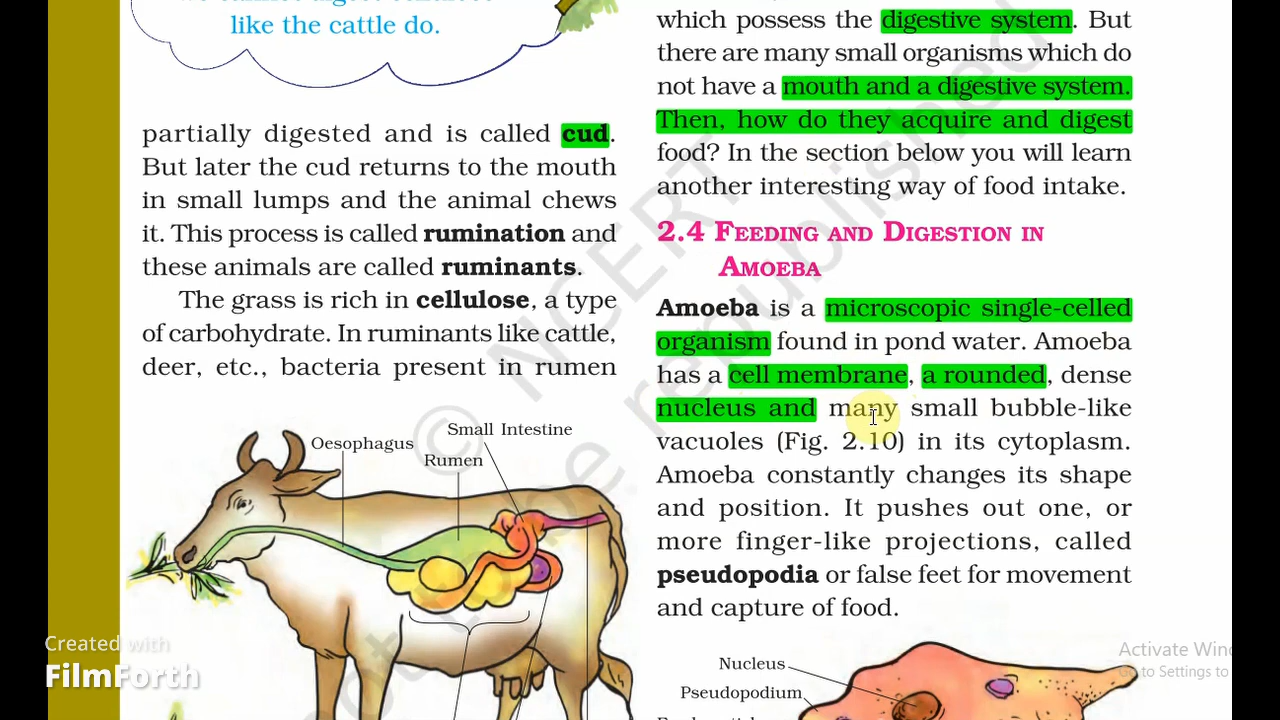 like the cattle do.
partially digested and is called cud.
But later the cud returns to the mouth
in small lumps and the animal chews
it. This process is called rumination and
these animals are called ruminants.
The grass is rich in cellulose, a type
of carbohydrate. In ruminants like cattle,
deer, etc., bacteria present in rumen
Oesophagus
Small Intestine
Rumen
which possess the digestive system. But
there are many small organisms which do
not have a mouth and a digestive system.
Then, how do they acquire and digest
food? In the section below you will learn
another interesting way of food intake.
2.4 FEEDING AND DIGESTION IN
AMOEBA
Amoeba is a microscopic single-celled
organism found in pond water. Amoeba
has a cell membrane, a rounded, dense
nucleus and many small bubble-like
vacuoles (Fig. 2.10) in its cytoplasm.
Amoeba constantly changes its shape
and position. It pushes out one, or
more finger-like projections, called
pseudopodia or false feet for movement
and capture of food.
Nucleus
Pseudopodium
© NCERT
not be republished
Created with
FilmForth
Activate Wind
Go to Settings to